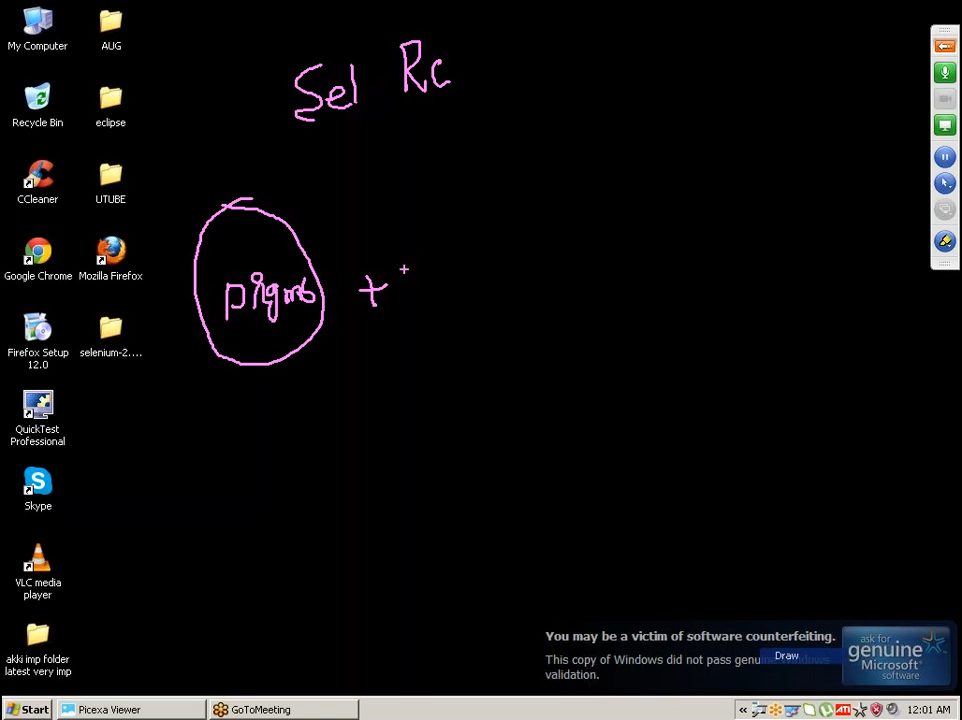 My Computer
AUG
Sel Rc
Recycle Bin
eclipse
CCleaner
UTUBE
Google Chrome
Mozilla Firefox
+
Firefox Setup
12.0
selenium-2....
QuickTest
Professional
Skype
VLC media
player
akki imp folder
latest very imp
You may be a victim of software counterfeiting.
This copy of Windows did not pass genuine Windows
validation.
Draw
ask for
genuine
Microsoft
software
Start
Picexa Viewer
GoToMeeting
«
ATI
12:01 AM